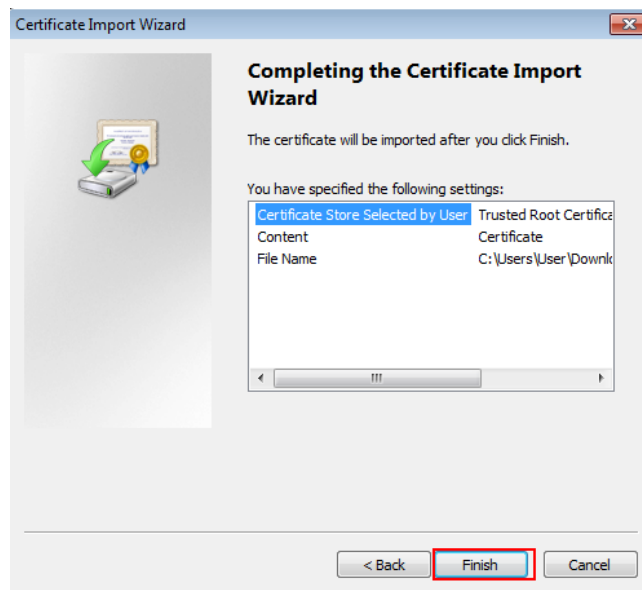 Certificate Import Wizard
Completing the Certificate Import
Wizard
The certificate will be imported after you click Finish.
You have specified the following settings:
Certificate Store Selected by User Trusted Root Certifica
Content Certificate
File Name C:\Users\User\Downlo
< Back Finish Cancel